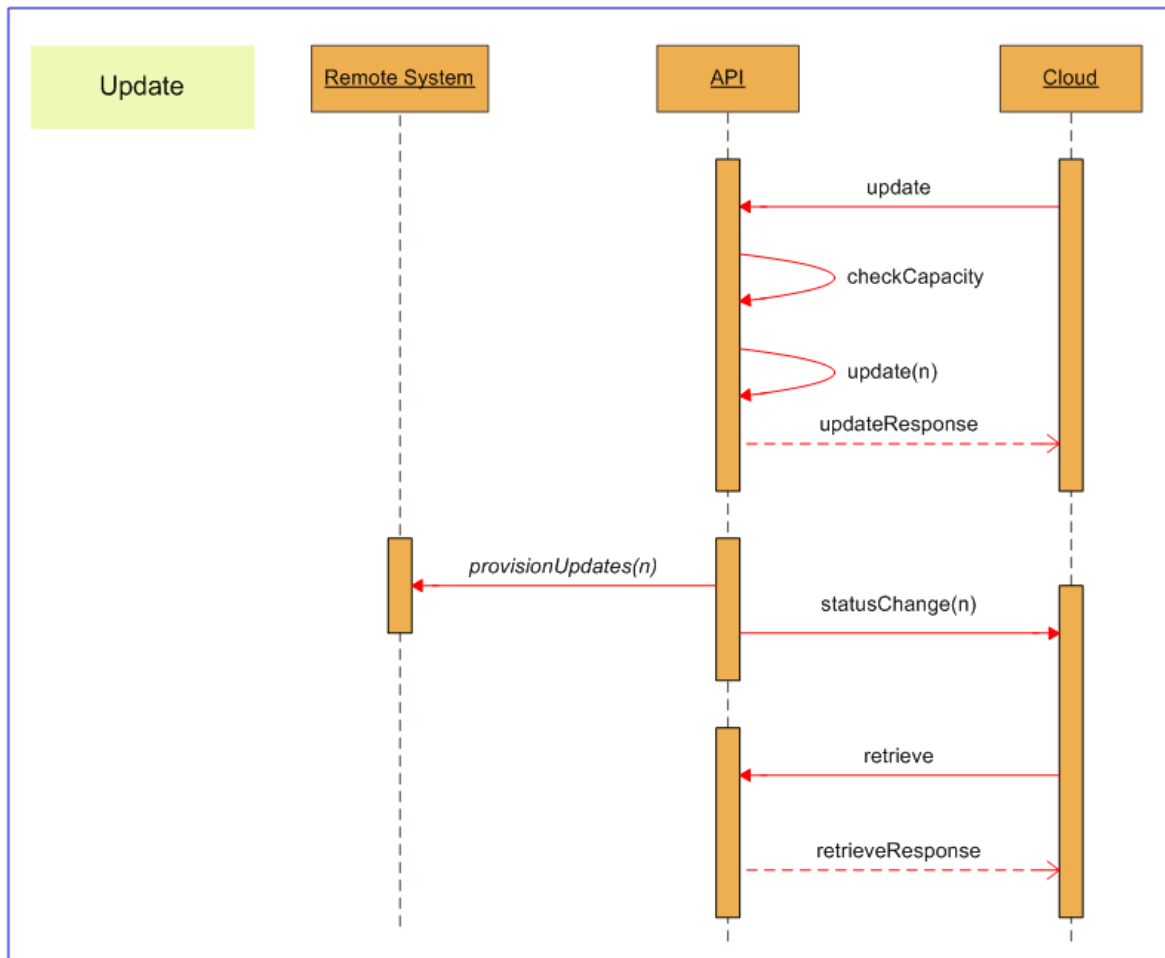 Update
Remote System
API
Cloud
update
checkCapacity
update(n)
updateResponse
provisionUpdates(n)
statusChange(n)
retrieve
retrieveResponse